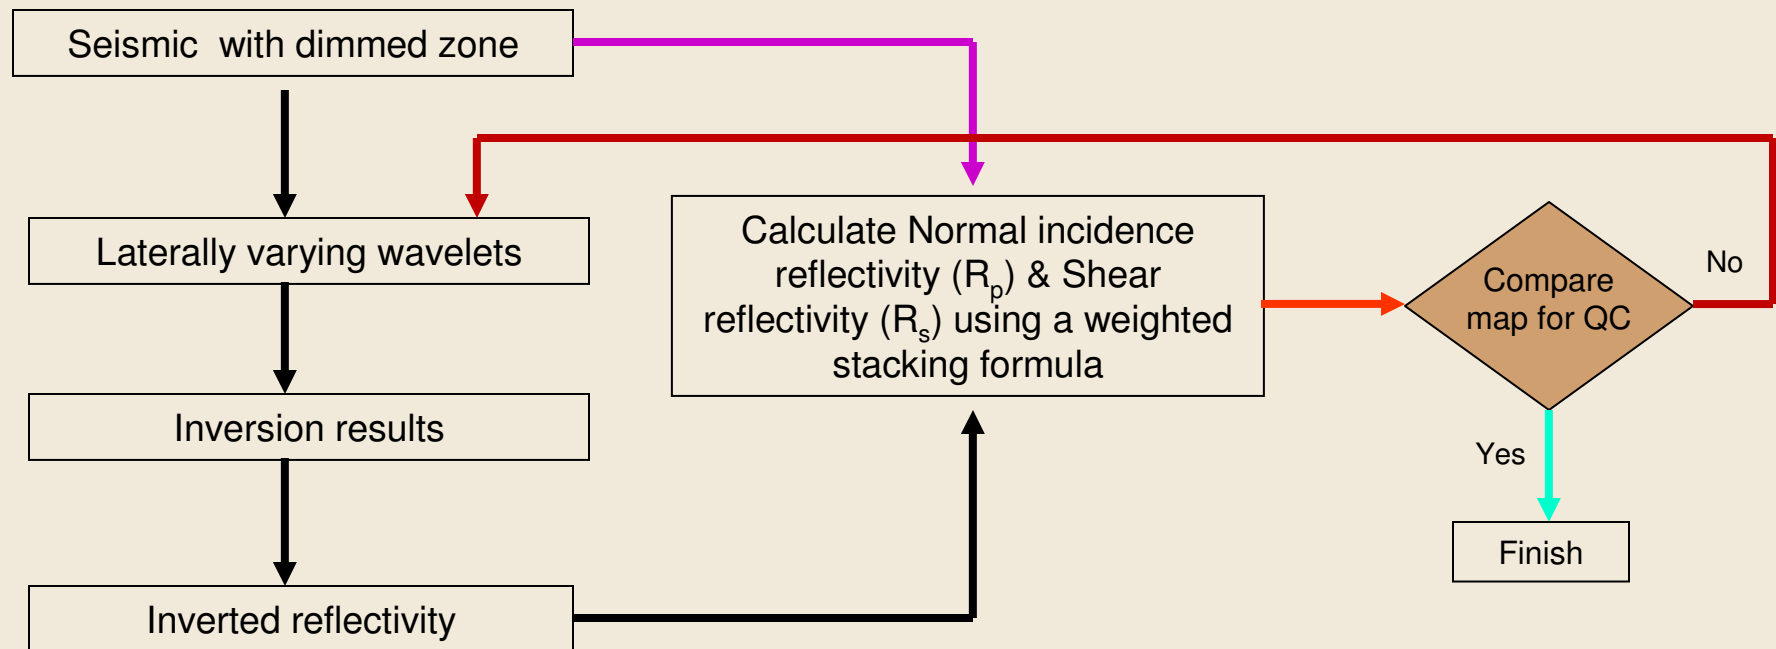 Seismic with dimmed zone
Laterally varying wavelets
Inversion results
Inverted reflectivity
Calculate Normal incidence
reflectivity (Rp) & Shear
reflectivity (Rs) using a weighted
stacking formula
Compare
map for QC
No
Yes
Finish